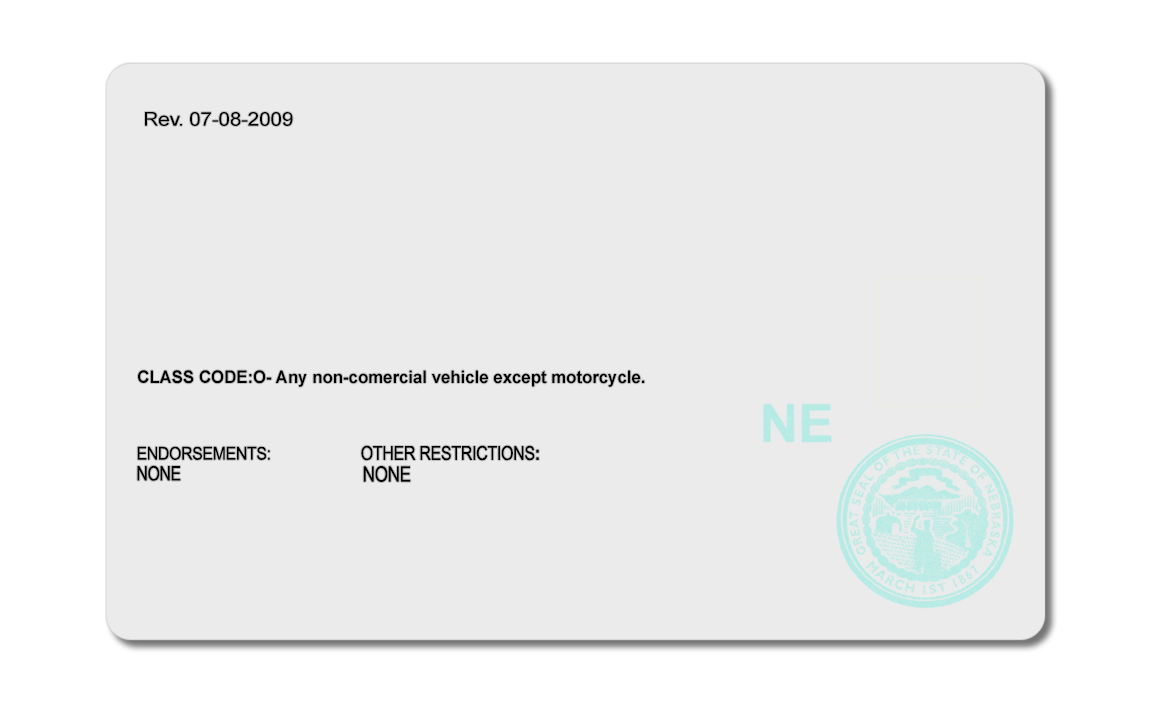 Rev. 07-08-2009
CLASS CODE:O- Any non-comercial vehicle except motorcycle.
NE
ENDORSEMENTS:
NONE
OTHER RESTRICTIONS:
NONE
GREAT SEAL OF THE STATE OF NEBRASKA
MARCH 1ST 1867